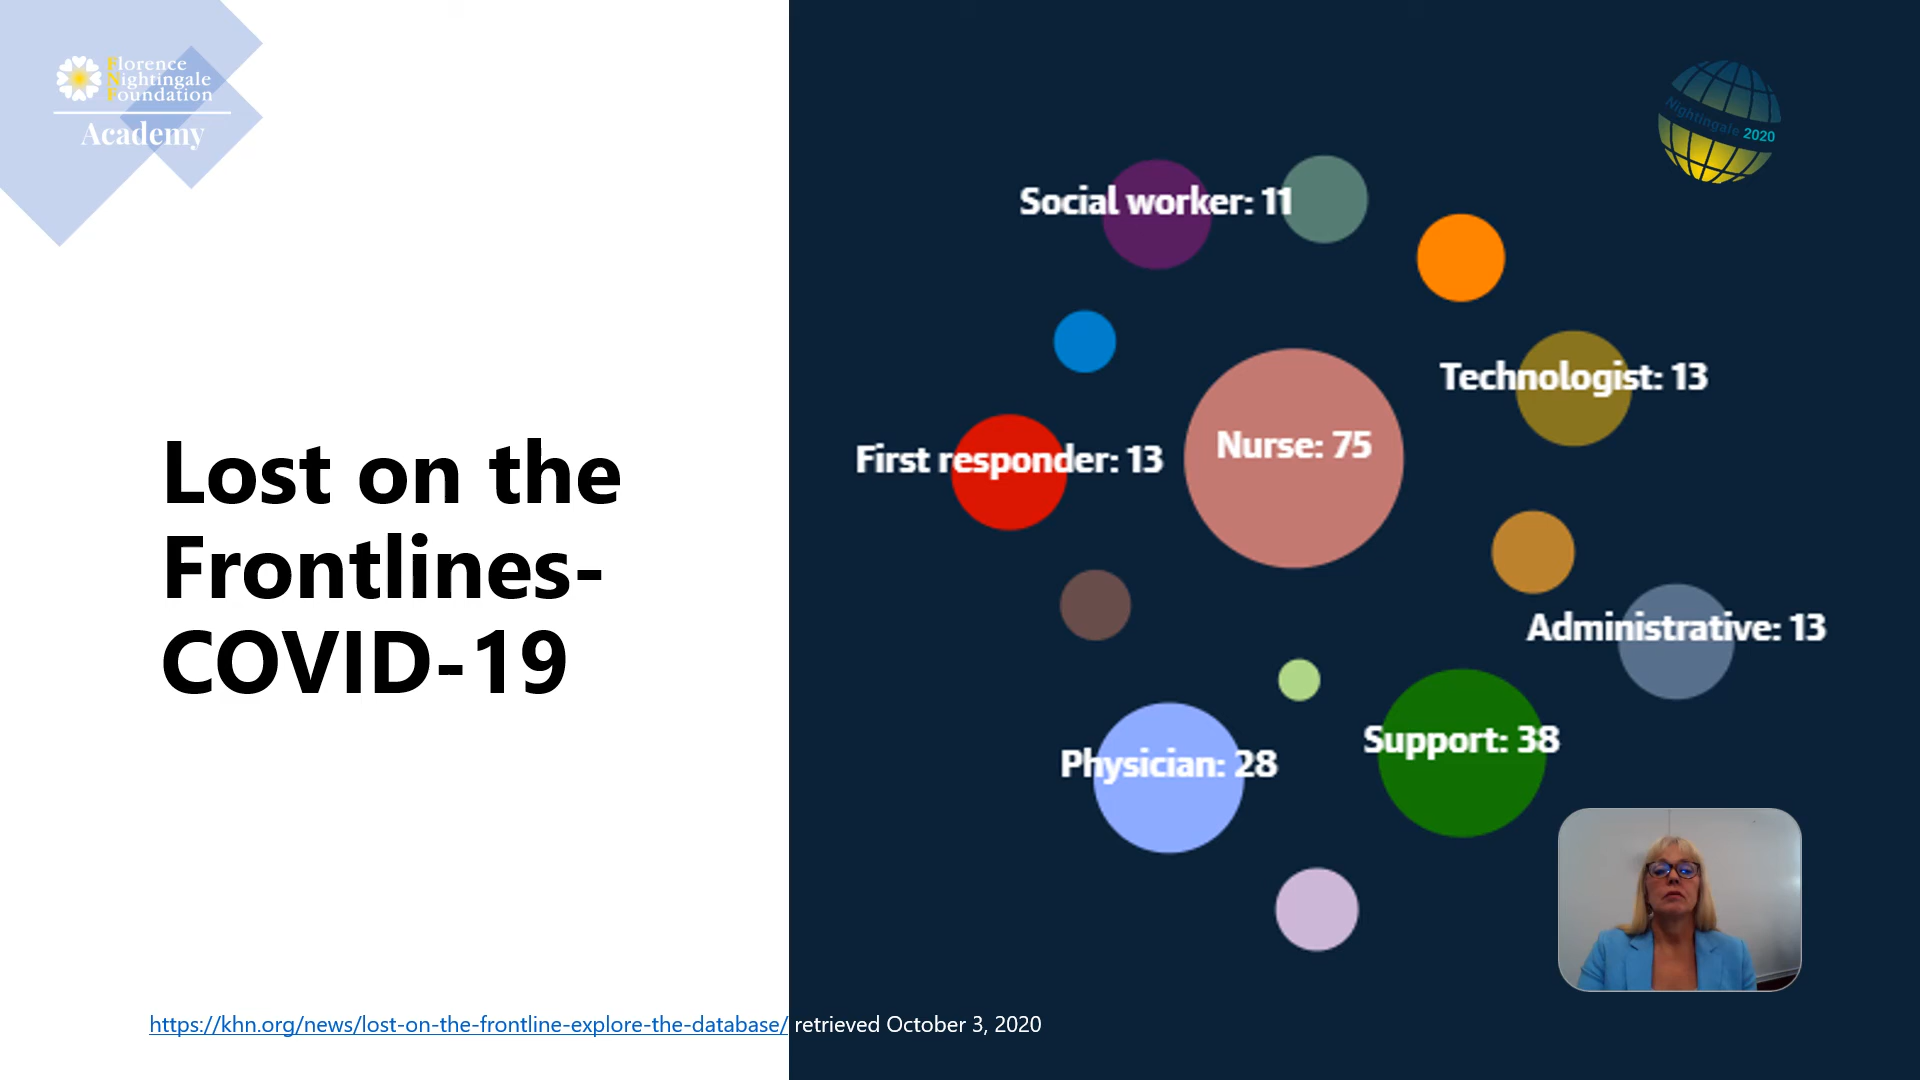 Florence
Nightingale
Foundation
Academy
Nightingale 2020
Lost on the
Frontlines-
COVID-19
Social worker: 11
Technologist: 13
Nurse: 75
First responder: 13
Administrative: 13
Support: 38
Physician: 28
https://khn.org/news/lost-on-the-frontline-explore-the-database/ retrieved October 3, 2020